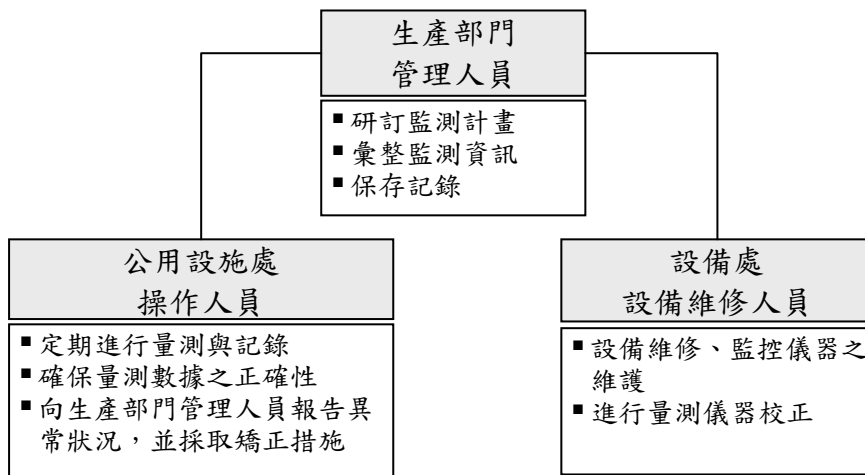 生產部門
管理人員
▪ 研訂監測計畫
▪ 彙整監測資訊
▪ 保存記錄
公用設施處
操作人員
▪ 定期進行量測與記錄
▪ 確保量測數據之正確性
▪ 向生產部門管理人員報告異
常狀況，並採取矯正措施
設備處
設備維修人員
▪ 設備維修、監控儀器之
維護
▪ 進行量測儀器校正